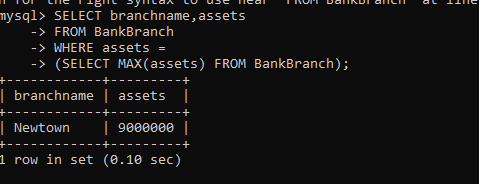 n for the right syntax to use near ' FROM BankBranch' at line
mysql> SELECT branchname,assets
    -> FROM BankBranch
    -> WHERE assets =
    -> (SELECT MAX(assets) FROM BankBranch);
+------------+---------+
| branchname | assets  |
+------------+---------+
| Newtown    | 9000000 |
+------------+---------+
1 row in set (0.10 sec)